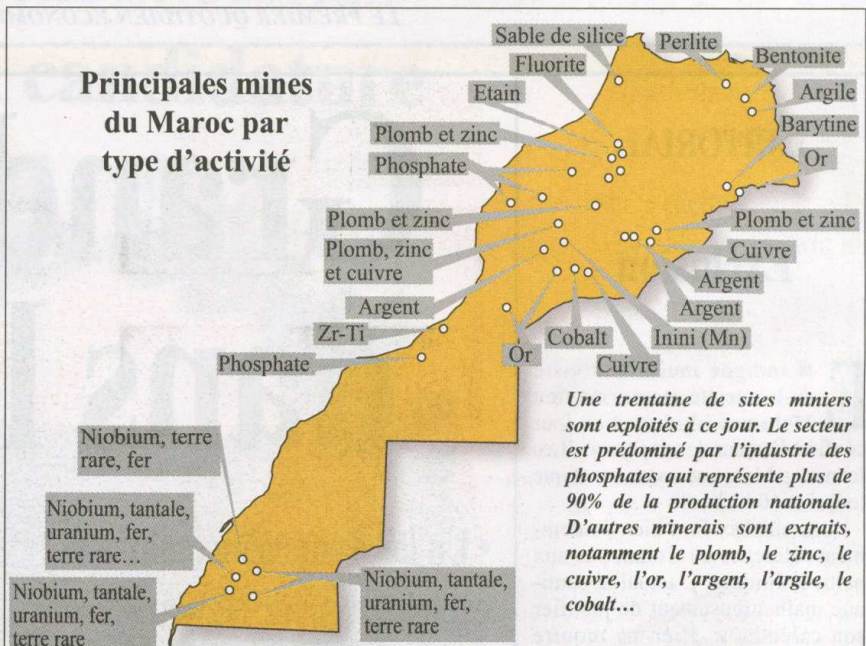 LE PREMIER QUOTIDIEN
Principales mines
du Maroc par
type d'activité
Sable de silice
Perlite
Fluorite
Bentonite
Etain
Argile
Plomb et zinc
Barytine
Phosphate
Or
Plomb et zinc
Plomb et zinc
Plomb, zinc
et cuivre
Cuivre
Argent
Argent
Argent
Zr-Ti
Cobalt
Inini (Mn)
Phosphate
Or
Cuivre
Une trentaine de sites miniers
sont exploités à ce jour. Le secteur
est prédominé par l'industrie des
phosphates qui représente plus de
90% de la production nationale.
D'autres minerais sont extraits,
notamment le plomb, le zinc, le
cuivre, l'or, l'argent, l'argile, le
cobalt…
Niobium, terre
rare, fer
Niobium, tantale,
uranium, fer,
terre rare…
Niobium, tantale,
uranium, fer,
terre rare
Niobium, tantale,
uranium, fer,
terre rare